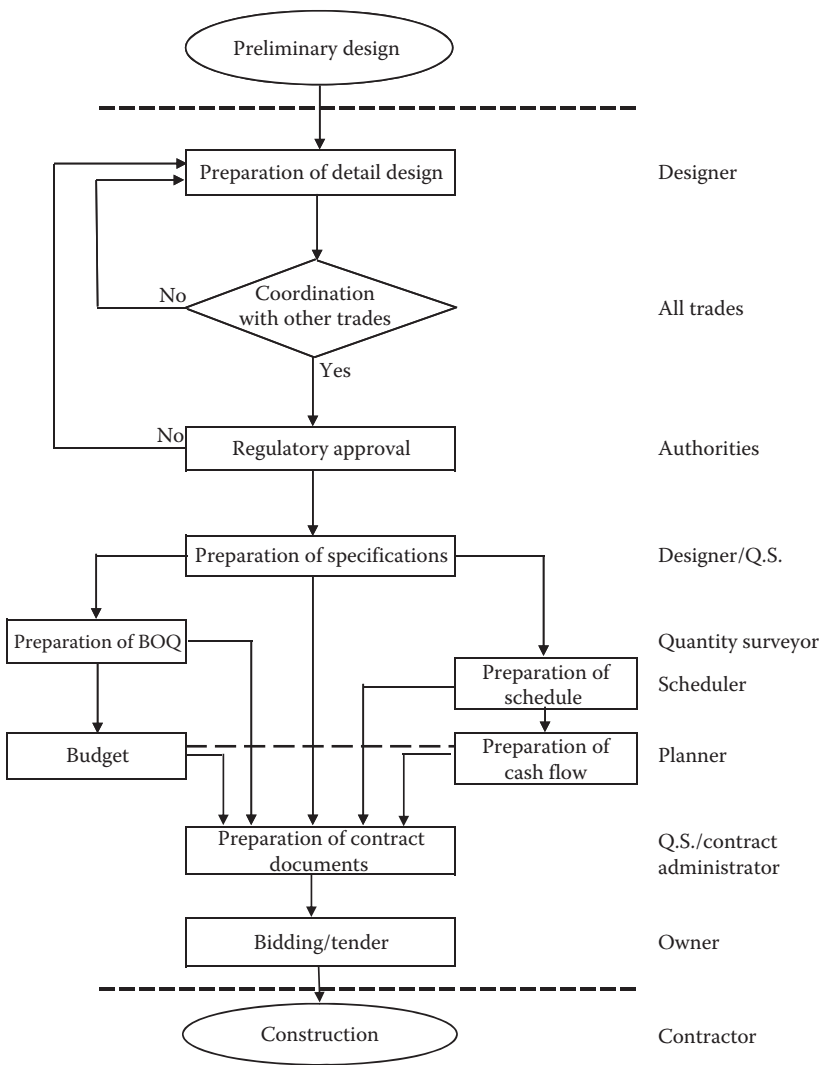 Preliminary design
Preparation of detail design
Designer
No
Coordination
with other trades
All trades
Yes
No
Regulatory approval
Authorities
Preparation of specifications
Designer/Q.S.
Preparation of BOQ
Quantity surveyor
Preparation of
schedule
Scheduler
Budget
Preparation of
cash flow
Planner
Preparation of contract
documents
Q.S./contract
administrator
Bidding/tender
Owner
Construction
Contractor